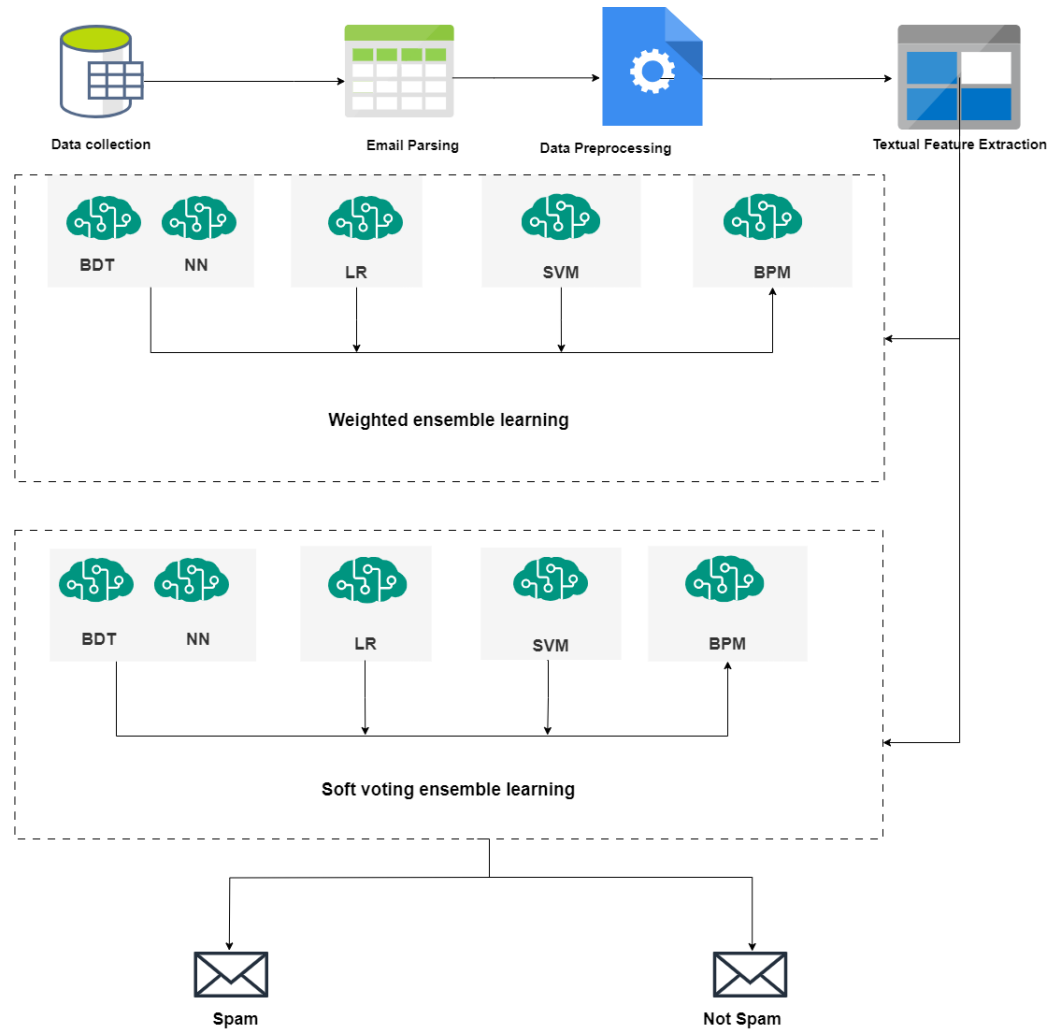 Data collection
Email Parsing
Data Preprocessing
Textual Feature Extraction
BDT
NN
LR
SVM
BPM
Weighted ensemble learning
BDT
NN
LR
SVM
BPM
Soft voting ensemble learning
Spam
Not Spam